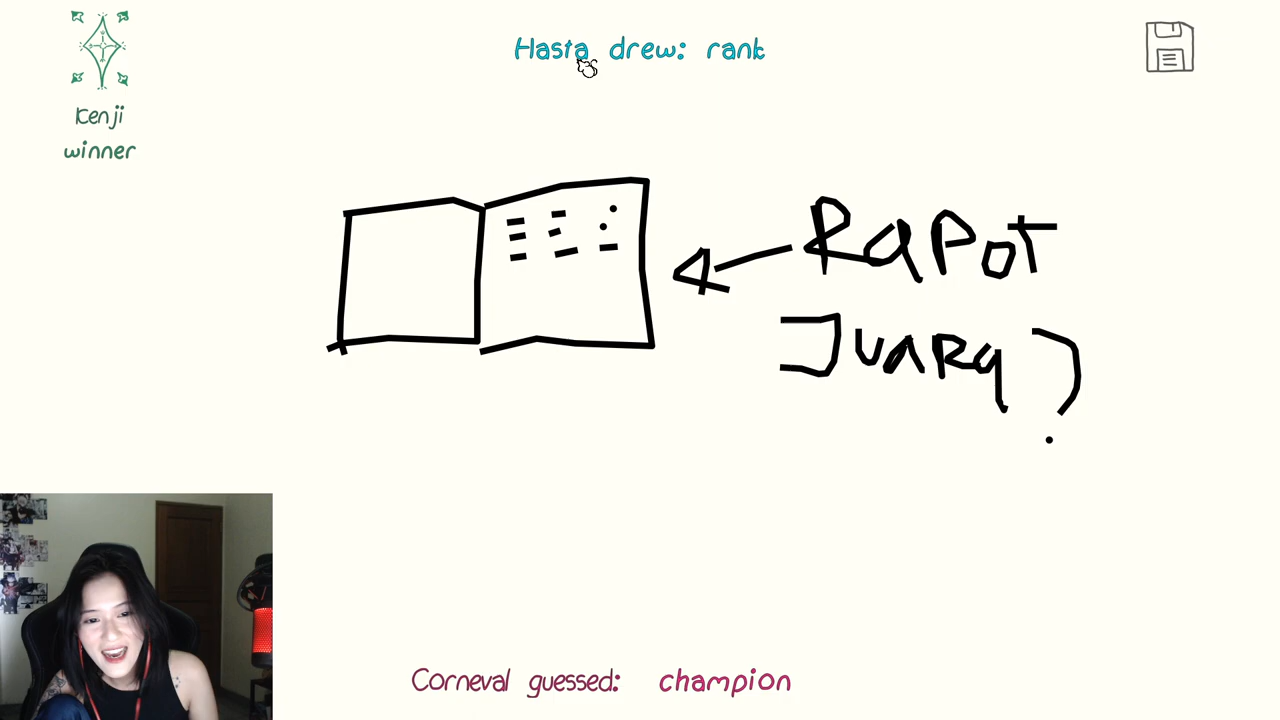 Hasta drew: rank
Kenji
winner
RaPot
JuaRa ?
Corneval guessed: champion